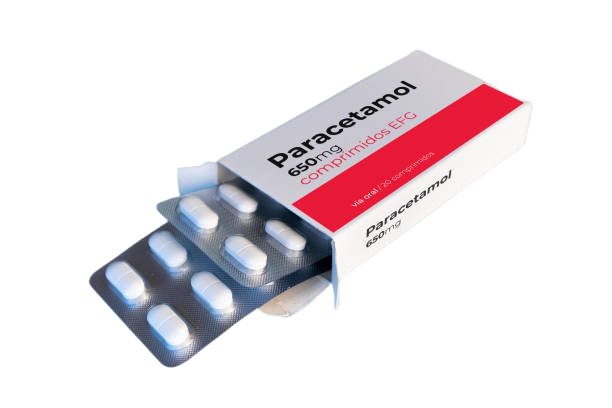 Paracetamol
650mg
comprimidos EFG
vía oral / 20 comprimidos
Paracetamol
650mg